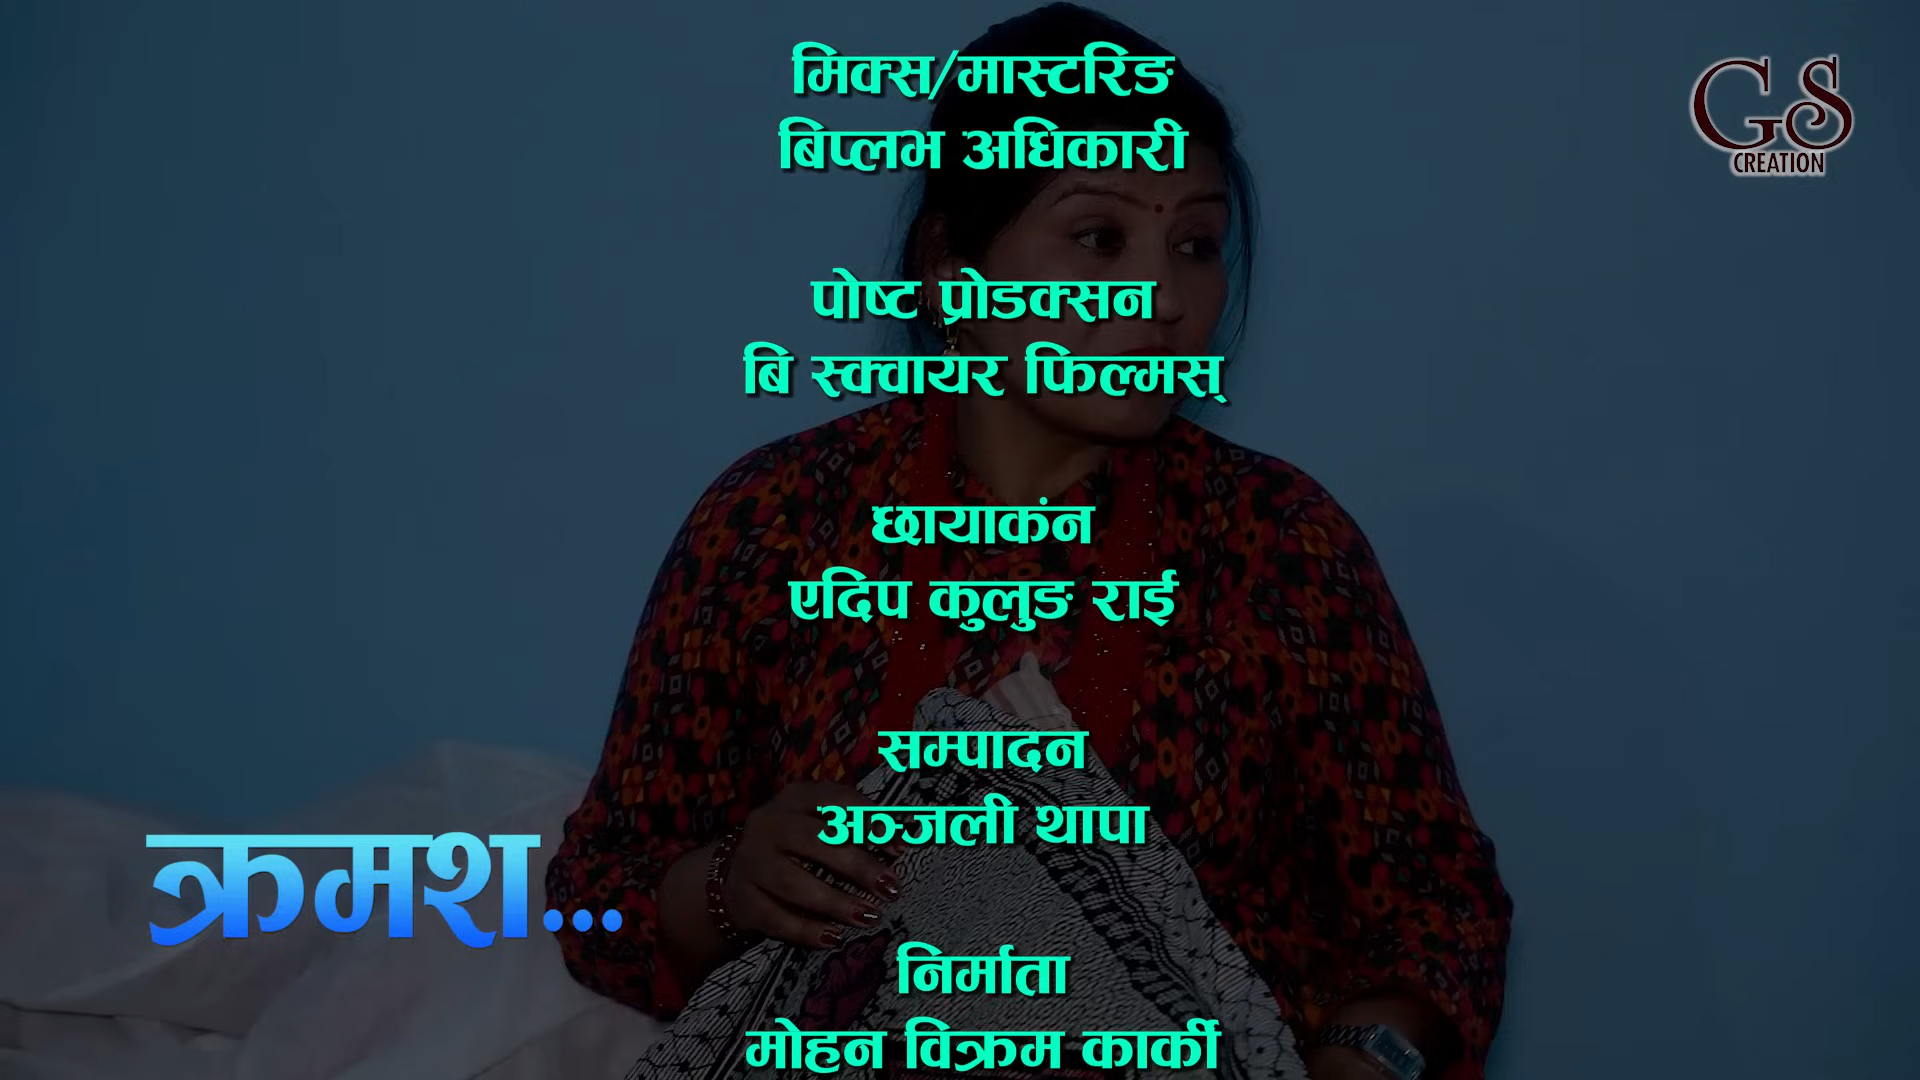 मिक्स/मास्टरिङ
बिप्लभ अधिकारी
पोष्ट प्रोडक्सन
बि स्क्वायर फिल्मस्
छायाकंन
एदिप कुलुङ राई
सम्पादन
अञ्जली थापा
निर्माता
मोहन विक्रम कार्की
क्रमश...
GS
CREATION